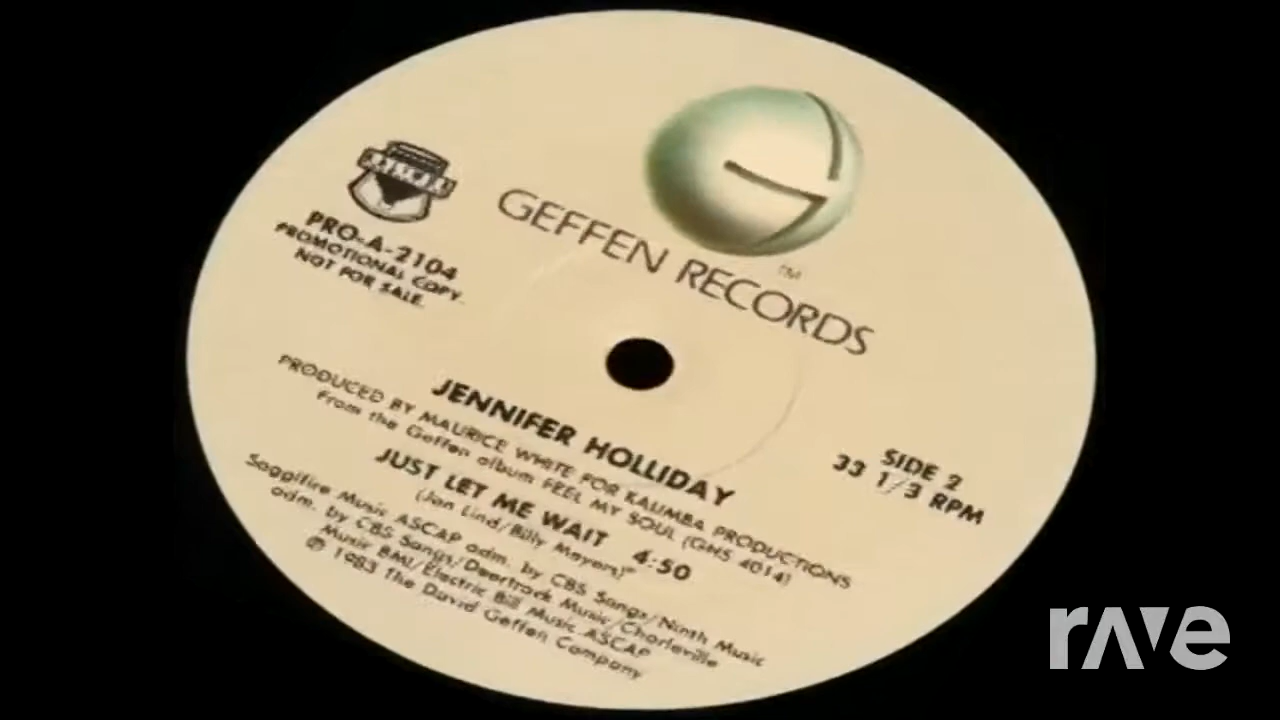 GEFFEN RECORDS
TM
PRO-A-2104
PROMOTIONAL COPY.
NOT FOR SALE.
SIDE 2
33 1/3 RPM
JENNIFER HOLLIDAY
PRODUCED BY MAURICE WHITE FOR KALIMBA PRODUCTIONS
From the Geffen album FEEL MY SOUL (GHS 4014)
JUST LET ME WAIT 4:50
(Jon Lind/Billy Meyers)
Saggifire Music ASCAP adm. by CBS Songs/Ninth Music
adm. by CBS Songs/Deertrack Music/Charleville
Music BMI/Electric Bill Music ASCAP
℗ 1983 The David Geffen Company
rave